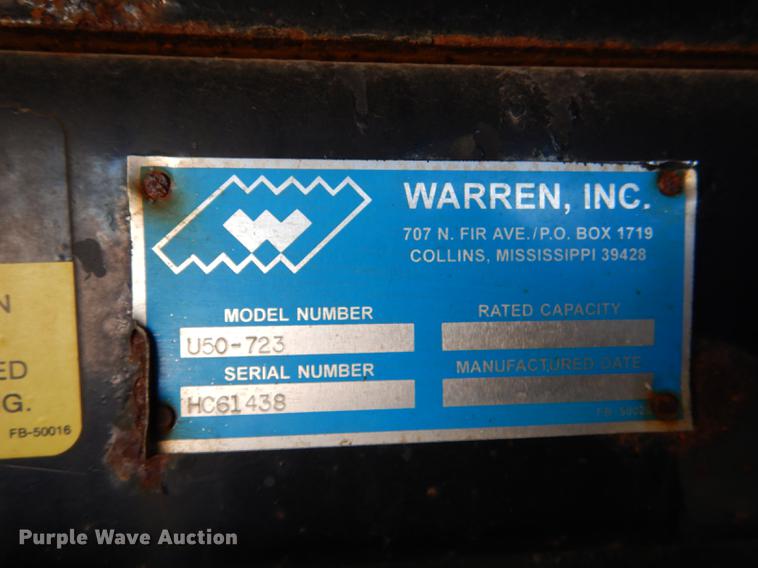 WARREN, INC.
707 N. FIR AVE./P.O. BOX 1719
COLLINS, MISSISSIPPI 39428
W
MODEL NUMBER
RATED CAPACITY
U50-723
SERIAL NUMBER
MANUFACTURED DATE
HC61438
N
ED
G.
FB-50016
Purple Wave Auction